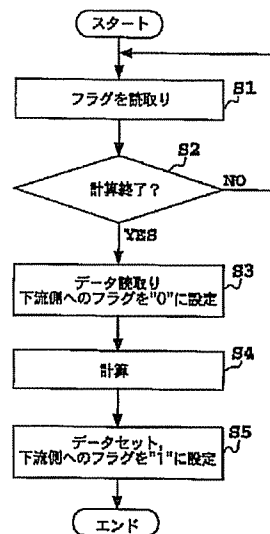 スタート
フラグを読取り
S1
S2
計算終了?
NO
YES
データ読取り
下流側へのフラグを"0"に設定
S3
計算
S4
データセット,
下流側へのフラグを"1"に設定
S5
エンド